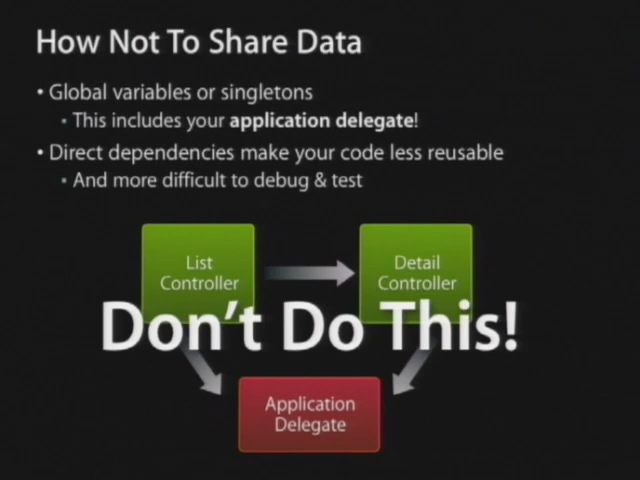 How Not To Share Data
• Global variables or singletons
▪ This includes your application delegate!
• Direct dependencies make your code less reusable
▪ And more difficult to debug & test
List
Controller
Detail
Controller
Don't Do This!
Application
Delegate